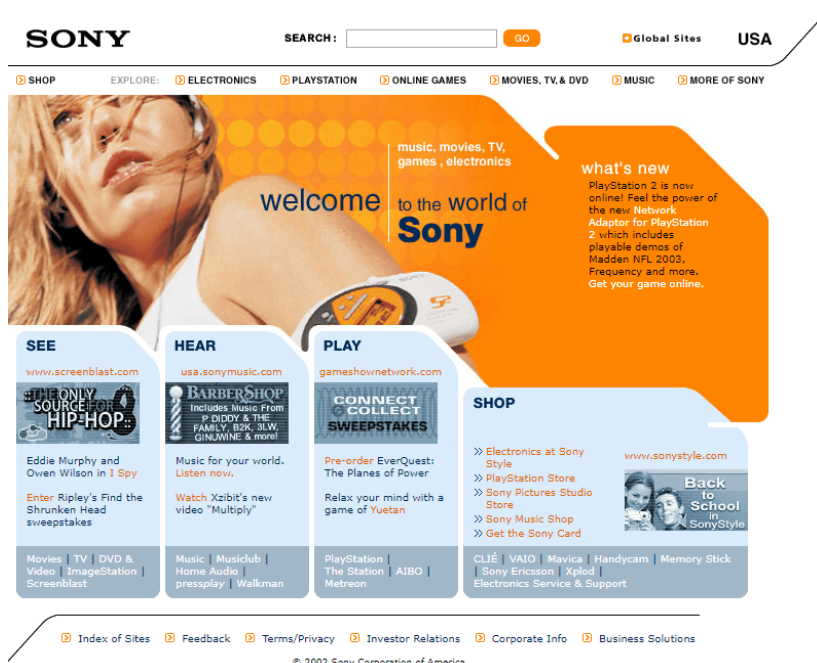 SONY
SEARCH:
GO
Global Sites
USA
SHOP
EXPLORE:
ELECTRONICS
PLAYSTATION
ONLINE GAMES
MOVIES, TV, & DVD
MUSIC
MORE OF SONY
music, movies, TV,
games , electronics
welcome to the world of
Sony
what's new
PlayStation 2 is now
online! Feel the power of
the new Network
Adaptor for PlayStation
2 which includes
playable demos of
Madden NFL 2003,
Frequency and more.
Get your game online.
SONY
SEE
www.screenblast.com
THE ONLY
SOURCE FOR
HIP-HOP
Eddie Murphy and
Owen Wilson in I Spy
Enter Ripley's Find the
Shrunken Head
sweepstakes
Movies | TV | DVD &
Video | ImageStation |
Screenblast
HEAR
usa.sonymusic.com
BARBERSHOP
Includes Music From
P DIDDY & THE
FAMILY, B2K, 3LW,
GINUWINE & more!
Music for your world.
Listen now.
Watch Xzibit's new
video "Multiply"
Music | Musiclub |
Home Audio |
pressplay | Walkman
PLAY
gameshownetwork.com
CONNECT
COLLECT
SWEEPSTAKES
Pre-order EverQuest:
The Planes of Power
Relax your mind with a
game of Yuetan
PlayStation |
The Station | AIBO |
Metreon
SHOP
>> Electronics at Sony
Style
>> PlayStation Store
>> Sony Pictures Studio
Store
>> Sony Music Shop
>> Get the Sony Card
www.sonystyle.com
Back
to
School
in
SonyStyle
CLIÉ | VAIO | Mavica | Handycam | Memory Stick
| Sony Ericsson | Xplod |
Electronics Service & Support
Index of Sites
Feedback
Terms/Privacy
Investor Relations
Corporate Info
Business Solutions
© 2002 Sony Corporation of America